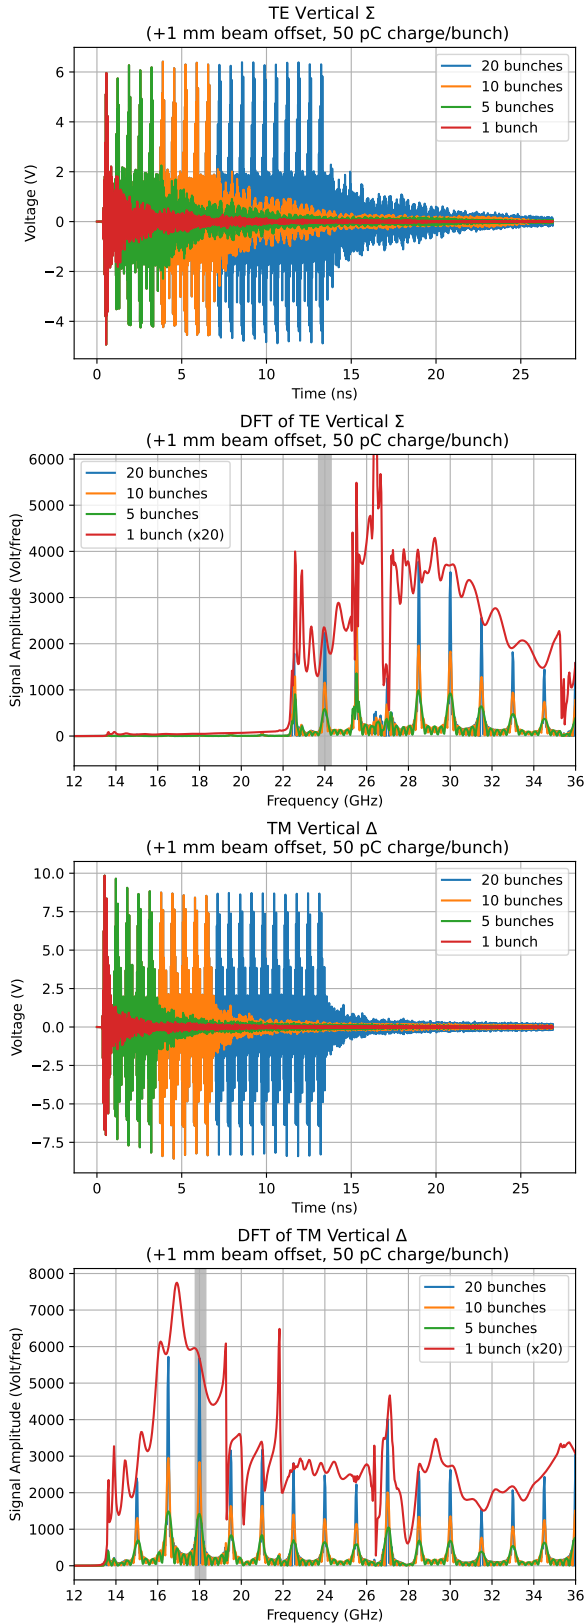 TE Vertical Σ
(+1 mm beam offset, 50 pC charge/bunch)
20 bunches
10 bunches
5 bunches
1 bunch
6
4
2
0
−2
−4
Voltage (V)
0 5 10 15 20 25
Time (ns)
DFT of TE Vertical Σ
(+1 mm beam offset, 50 pC charge/bunch)
20 bunches
10 bunches
5 bunches
1 bunch (x20)
6000
5000
4000
3000
2000
1000
0
Signal Amplitude (Volt/freq)
12 14 16 18 20 22 24 26 28 30 32 34 36
Frequency (GHz)
TM Vertical Δ
(+1 mm beam offset, 50 pC charge/bunch)
20 bunches
10 bunches
5 bunches
1 bunch
10.0
7.5
5.0
2.5
0.0
−2.5
−5.0
−7.5
Voltage (V)
0 5 10 15 20 25
Time (ns)
DFT of TM Vertical Δ
(+1 mm beam offset, 50 pC charge/bunch)
20 bunches
10 bunches
5 bunches
1 bunch (x20)
8000
7000
6000
5000
4000
3000
2000
1000
0
Signal Amplitude (Volt/freq)
12 14 16 18 20 22 24 26 28 30 32 34 36
Frequency (GHz)